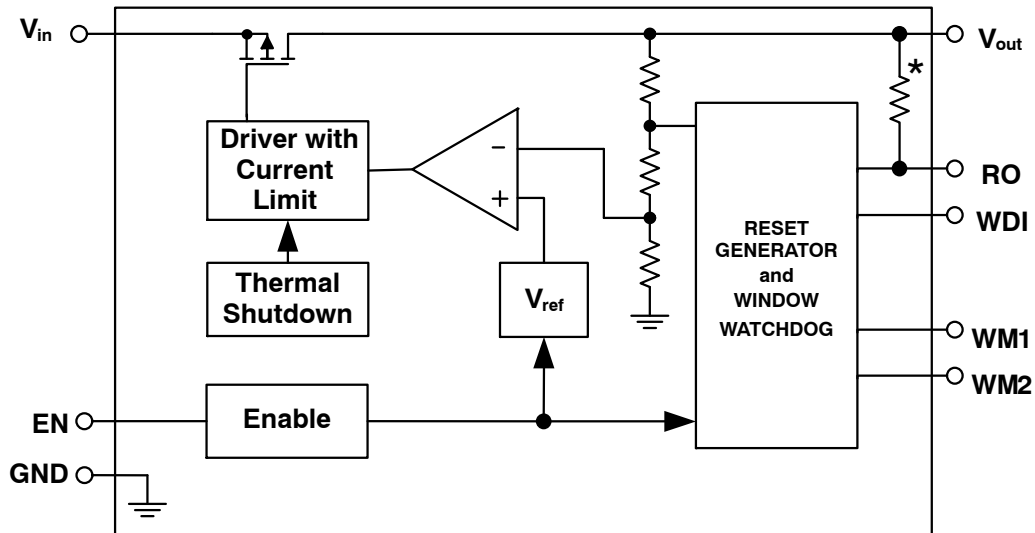 Vin
Vout
*
Driver with
Current
Limit
−
+
RO
WDI
RESET
GENERATOR
and
WINDOW
WATCHDOG
Thermal
Shutdown
Vref
WM1
WM2
EN
Enable
GND